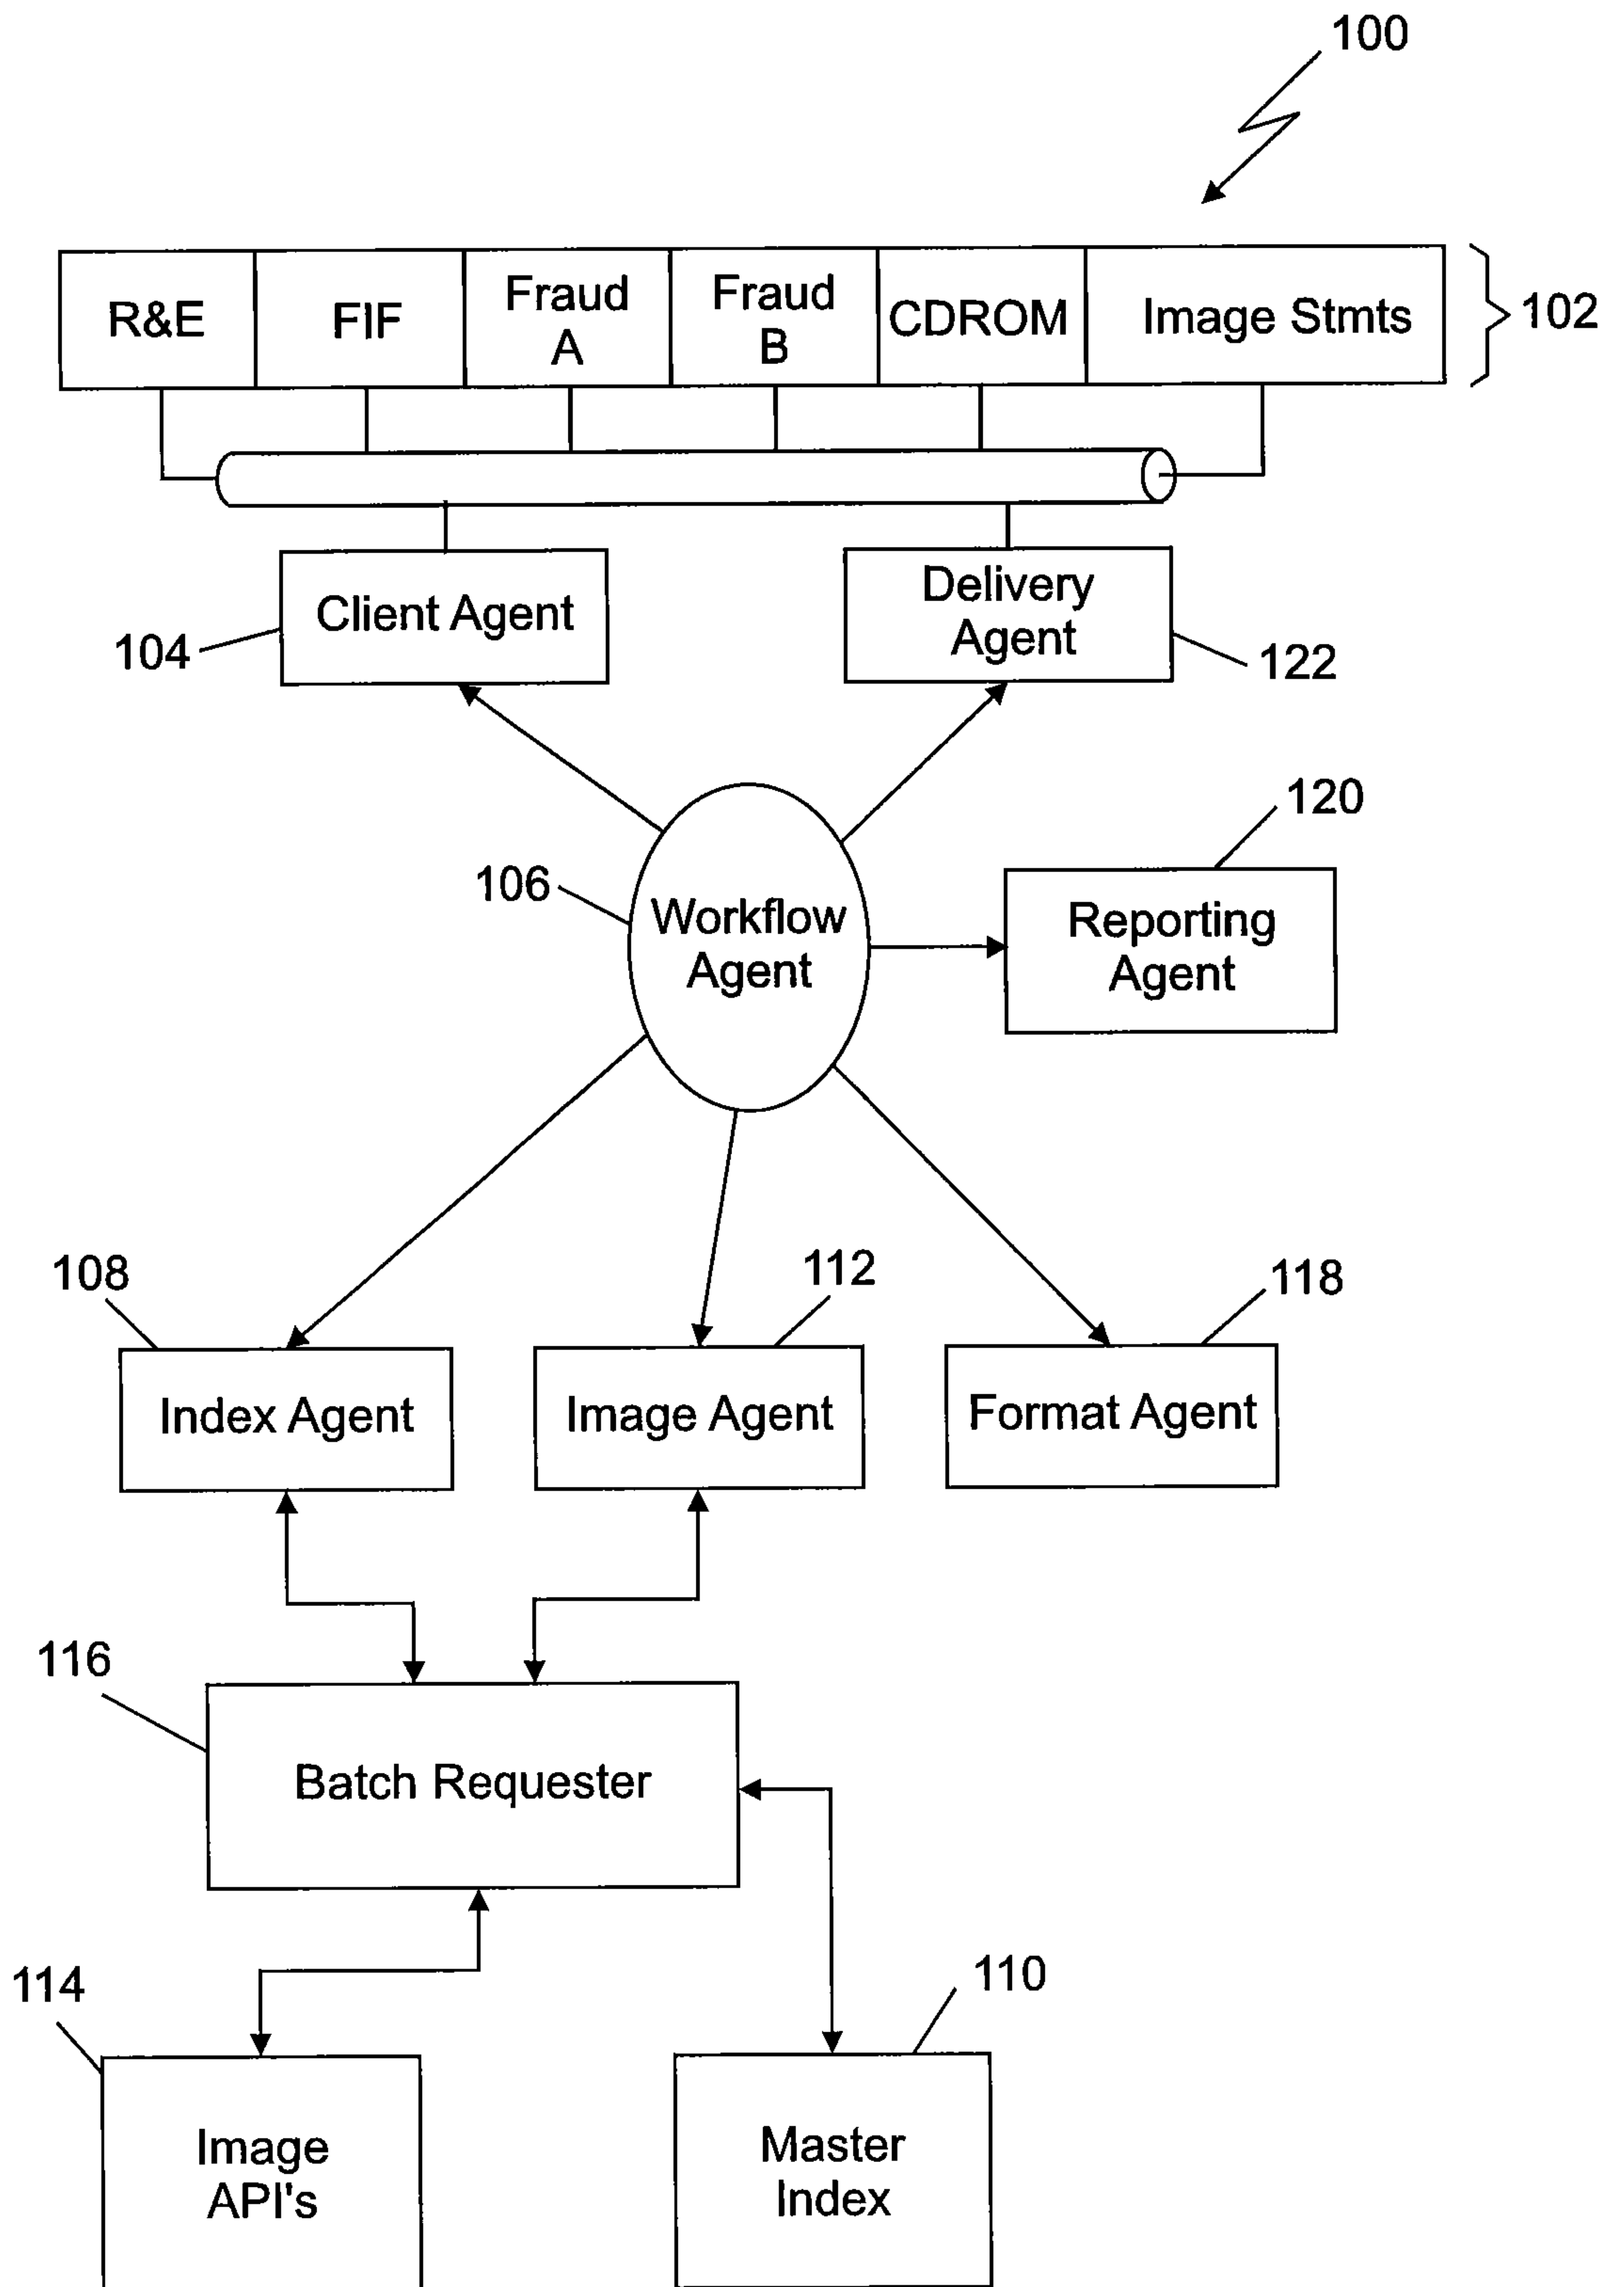 100
R&E
FIF
Fraud
A
Fraud
B
CDROM
Image Stmts
102
Client Agent
104
Delivery
Agent
122
120
106
Workflow
Agent
Reporting
Agent
108
112
118
Index Agent
Image Agent
Format Agent
116
Batch Requester
114
110
Image
API's
Master
Index